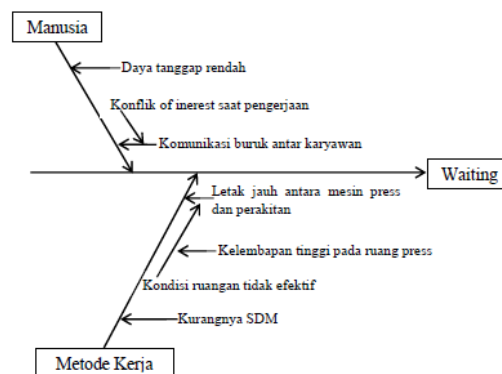 Manusia
Daya tanggap rendah
Konflik of inerest saat pengerjaan
Komunikasi buruk antar karyawan
Waiting
Letak jauh antara mesin press
dan perakitan
Kelembapan tinggi pada ruang press
Kondisi ruangan tidak efektif
Kurangnya SDM
Metode Kerja